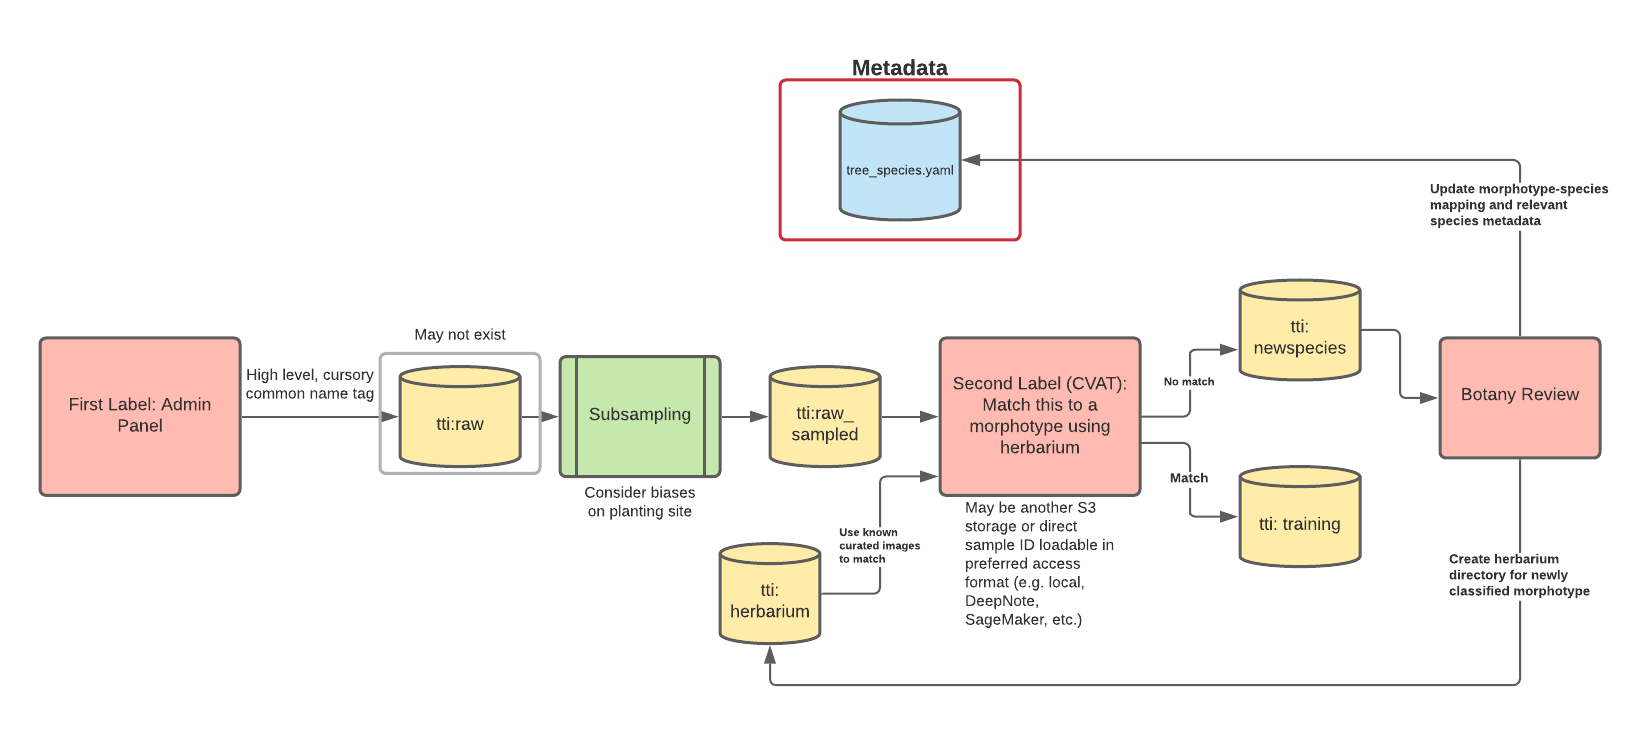 Metadata
tree_species.yaml
Update morphotype-species
mapping and relevant
species metadata
First Label: Admin
Panel
High level, cursory
common name tag
May not exist
tti:raw
Subsampling
Consider biases
on planting site
tti:raw_
sampled
Second Label (CVAT):
Match this to a
morphotype using
herbarium
May be another S3
storage or direct
sample ID loadable in
preferred access
format (e.g. local,
DeepNote,
SageMaker, etc.)
Use known
curated images
to match
tti:
herbarium
No match
Match
tti:
newspecies
tti: training
Botany Review
Create herbarium
directory for newly
classified morphotype